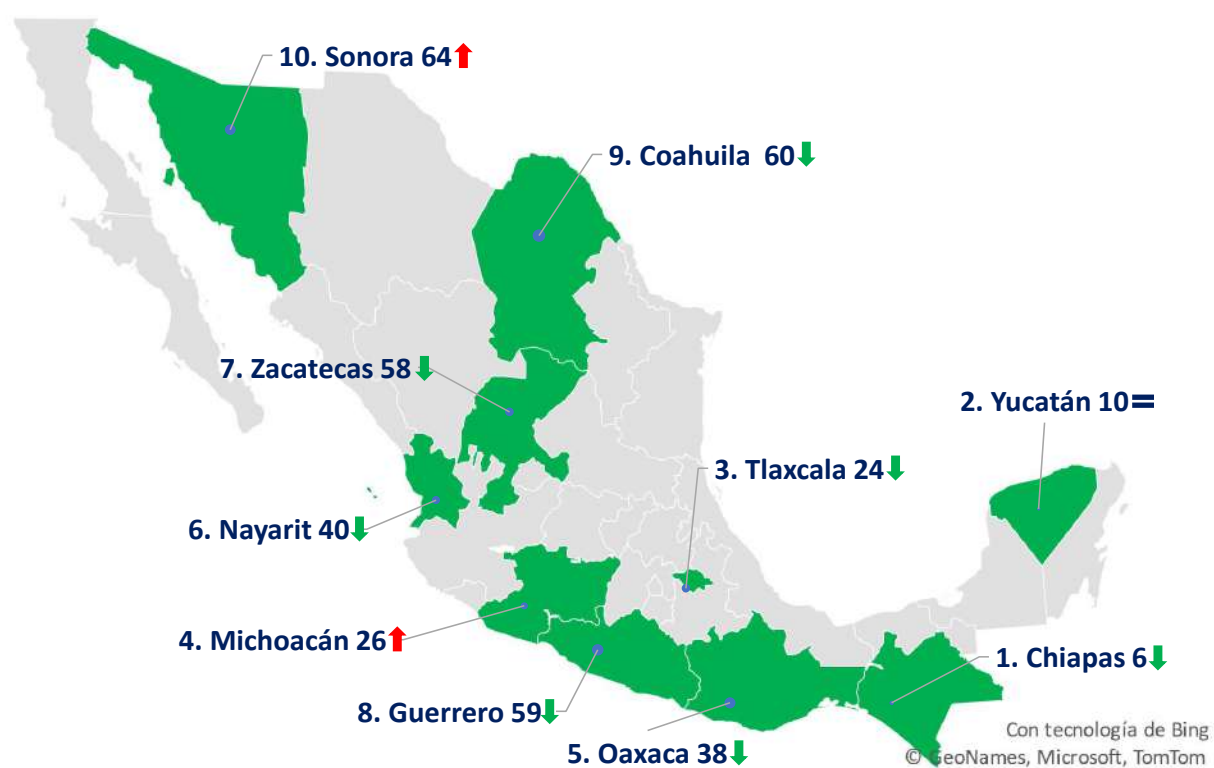 10. Sonora 64
9. Coahuila 60
7. Zacatecas 58
2. Yucatán 10=
3. Tlaxcala 24
6. Nayarit 40
4. Michoacán 26
1. Chiapas 6
8. Guerrero 59
5. Oaxaca 38
Con tecnología de Bing
© GeoNames, Microsoft, TomTom